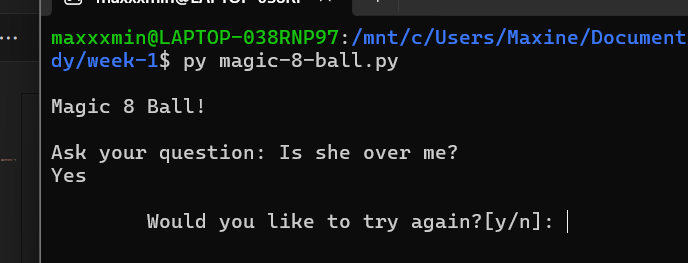 maxxxmin@LAPTOP-038RNP97:/mnt/c/Users/Maxine/Document
dy/week-1$ py magic-8-ball.py
Magic 8 Ball!
Ask your question: Is she over me?
Yes
Would you like to try again?[y/n]: